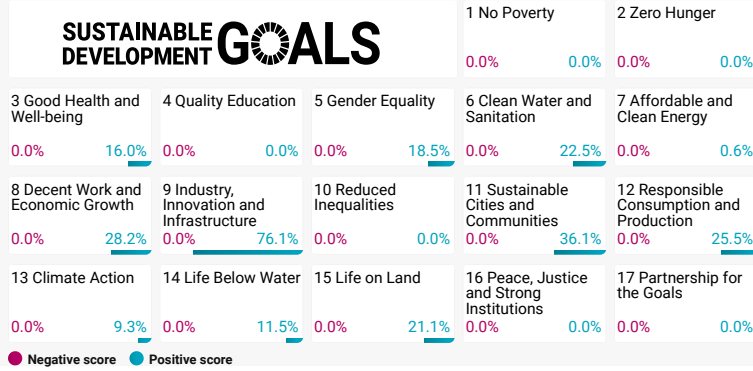 SUSTAINABLE
DEVELOPMENT GOALS
1 No Poverty
0.0% 0.0%
2 Zero Hunger
0.0% 0.0%
3 Good Health and
Well-being
0.0% 16.0%
4 Quality Education
0.0% 0.0%
5 Gender Equality
0.0% 18.5%
6 Clean Water and
Sanitation
0.0% 22.5%
7 Affordable and
Clean Energy
0.0% 0.6%
8 Decent Work and
Economic Growth
0.0% 28.2%
9 Industry,
Innovation and
Infrastructure
0.0% 76.1%
10 Reduced
Inequalities
0.0% 0.0%
11 Sustainable
Cities and
Communities
0.0% 36.1%
12 Responsible
Consumption and
Production
0.0% 25.5%
13 Climate Action
0.0% 9.3%
14 Life Below Water
0.0% 11.5%
15 Life on Land
0.0% 21.1%
16 Peace, Justice
and Strong
Institutions
0.0% 0.0%
17 Partnership for
the Goals
0.0% 0.0%
Negative score Positive score